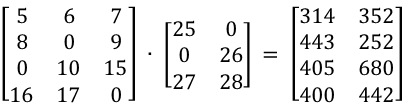 [5 6 7] [314 352]
[8 0 9] · [25 0] = [443 252]
[0 10 15] [0 26] [405 680]
[16 17 0] [27 28] [400 442]